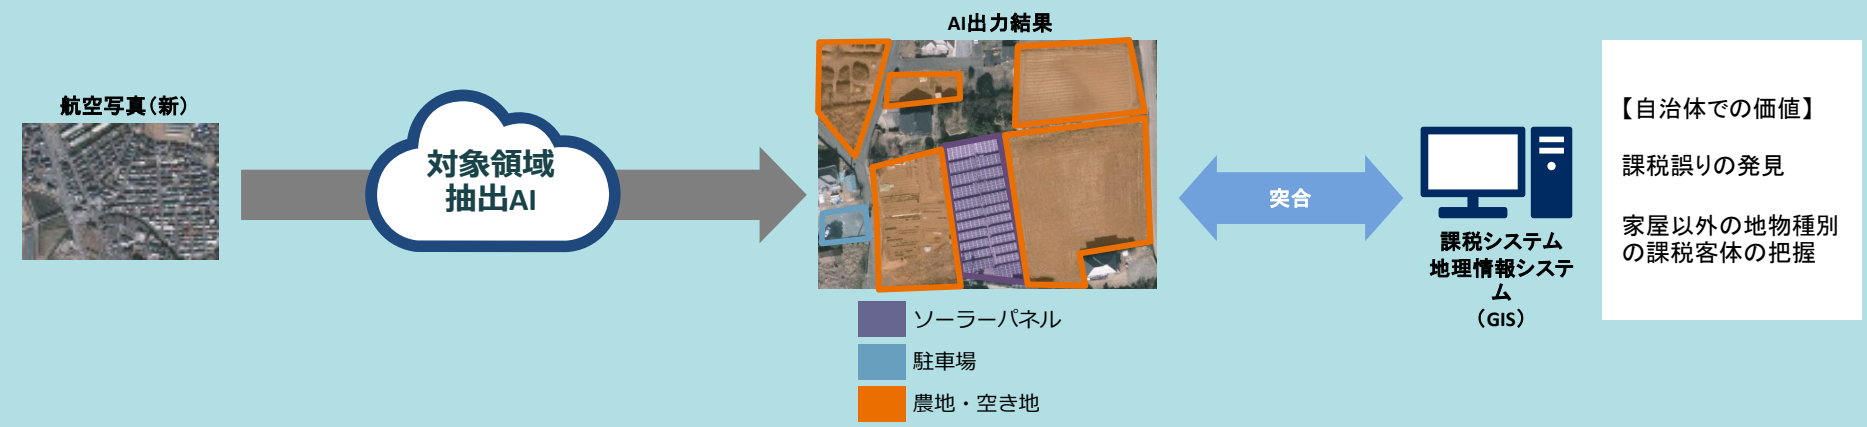 航空写真(新)
対象領域
抽出AI
AI出力結果
ソーラーパネル
駐車場
農地・空き地
突合
課税システム
地理情報システ
ム
(GIS)
【自治体での価値】
課税誤りの発見
家屋以外の地物種別
の課税客体の把握